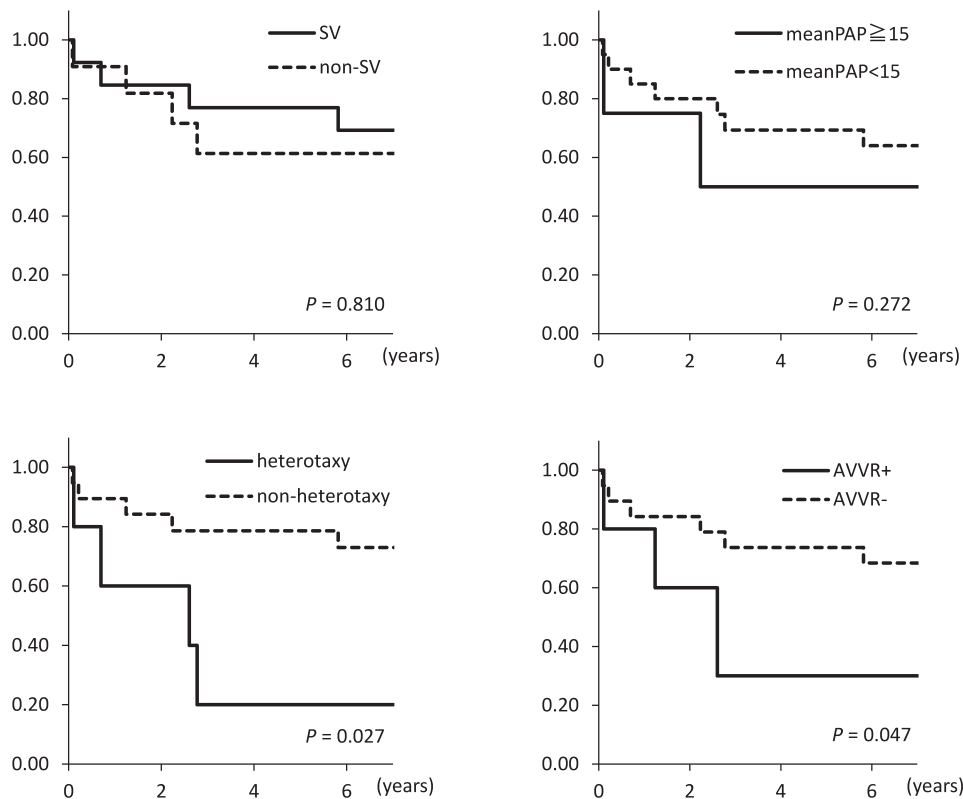 1.00
0.80
0.60
0.40
0.20
0.00
SV
non-SV
P = 0.810
0 2 4 6 (years)
1.00
0.80
0.60
0.40
0.20
0.00
meanPAP≧15
meanPAP<15
P = 0.272
0 2 4 6 (years)
1.00
0.80
0.60
0.40
0.20
0.00
heterotaxy
non-heterotaxy
P = 0.027
0 2 4 6 (years)
1.00
0.80
0.60
0.40
0.20
0.00
AVVR+
AVVR-
P = 0.047
0 2 4 6 (years)